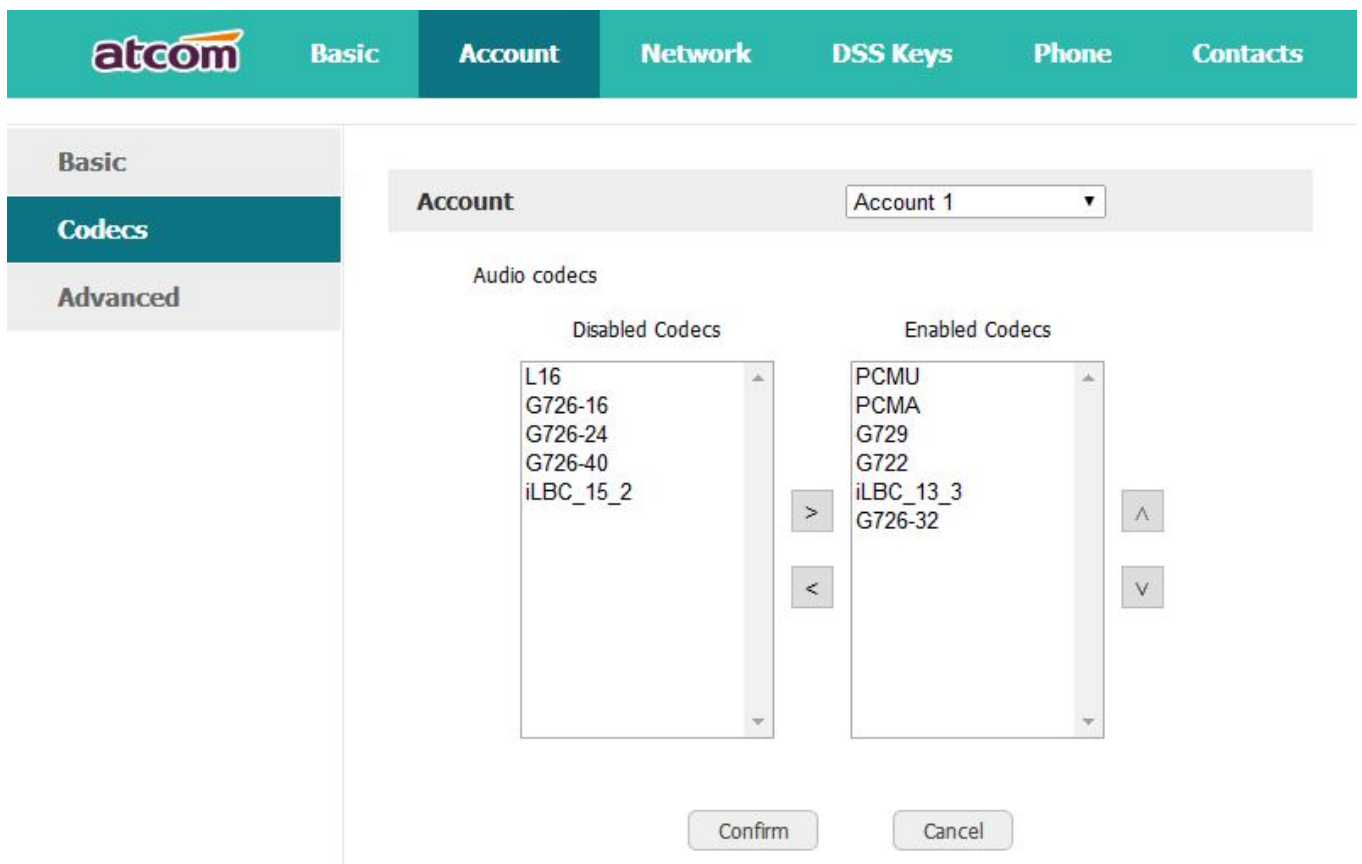 atcom Basic Account Network DSS Keys Phone Contacts
Basic
Codecs
Advanced
Account Account 1
Audio codecs
Disabled Codecs Enabled Codecs
L16
G726-16
G726-24
G726-40
iLBC_15_2
PCMU
PCMA
G729
G722
iLBC_13_3
G726-32
>
<
∧
∨
Confirm Cancel